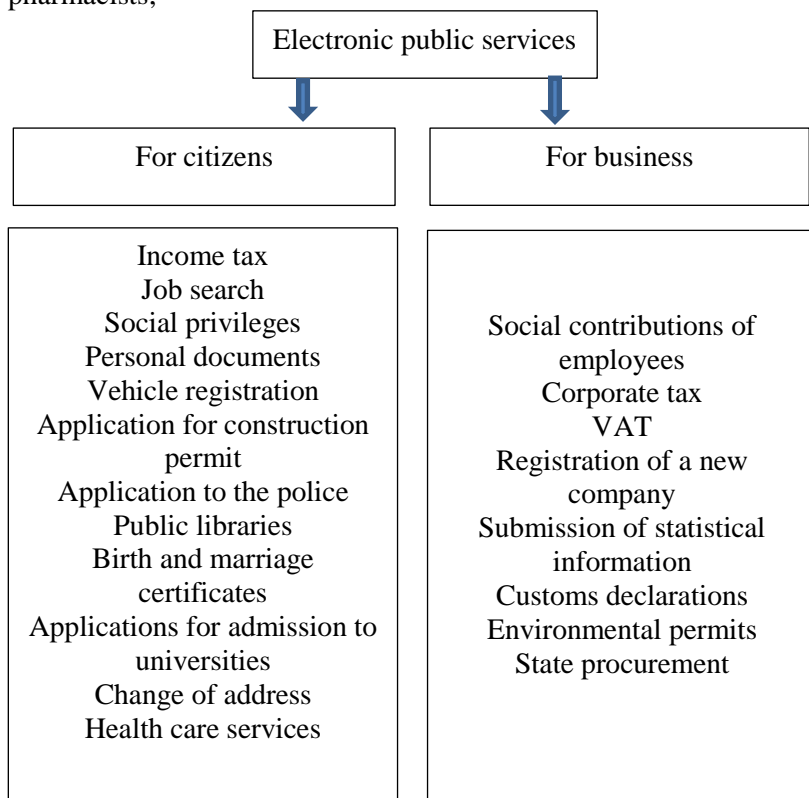 pharmacists;
Electronic public services
For citizens
For business
Income tax
Job search
Social privileges
Personal documents
Vehicle registration
Application for construction
permit
Application to the police
Public libraries
Birth and marriage
certificates
Applications for admission to
universities
Change of address
Health care services
Social contributions of
employees
Corporate tax
VAT
Registration of a new
company
Submission of statistical
information
Customs declarations
Environmental permits
State procurement